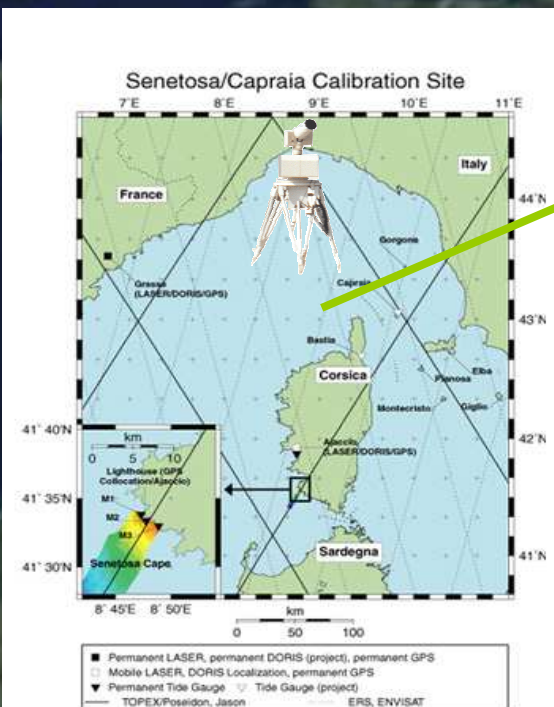 Senetosa/Capraia Calibration Site
7˚E 8˚E 9˚E 10˚E 11˚E
Italy
France
44˚N
Gorgona
Grasse
(LASER/DORIS/GPS)
Capraia
43˚N
Bastia
Corsica
Elba
Pianosa
Montecristo
Giglio
42˚N
Ajaccio
(LASER/DORIS/GPS)
41˚N
Sardegna
41˚ 40'N
km
0 5 10
Lighthouse (GPS
Collocation/Ajaccio)
41˚ 35'N
M1
M2
M3
Senetosa Cape
41˚ 30'N
8˚ 45'E 8˚ 50'E
km
0 50 100
Permanent LASER, permanent DORIS (project), permanent GPS
Mobile LASER, DORIS Localization, permanent GPS
Permanent Tide Gauge Tide Gauge (project)
TOPEX/Poseidon, Jason ERS, ENVISAT